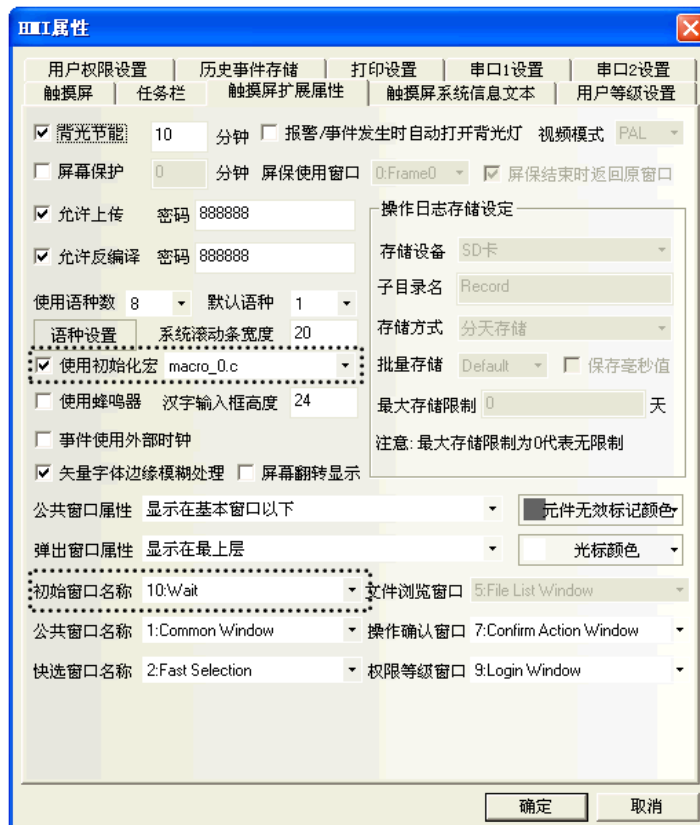 HMI属性
用户权限设置 历史事件存储 打印设置 串口1设置 串口2设置
触摸屏 任务栏 触摸屏扩展属性 触摸屏系统信息文本 用户等级设置
背光节能 10 分钟 报警/事件发生时自动打开背光灯 视频模式 PAL
屏幕保护 0 分钟 屏保使用窗口 0:Frame0 屏保结束时返回原窗口
允许上传 密码 888888
操作日志存储设定
允许反编译 密码 888888
存储设备 SD卡
子目录名 Record
使用语种数 8 默认语种 1
语种设置 系统滚动条宽度 20
存储方式 分天存储
使用初始化宏 macro_0.c
批量存储 Default 保存毫秒值
使用蜂鸣器 汉字输入框高度 24
最大存储限制 0 天
事件使用外部时钟
注意:最大存储限制为0代表无限制
矢量字体边缘模糊处理 屏幕翻转显示
公共窗口属性 显示在基本窗口以下 元件无效标记颜色
弹出窗口属性 显示在最上层 光标颜色
初始窗口名称 10:Wait 文件浏览窗口 5:File List Window
公共窗口名称 1:Common Window 操作确认窗口 7:Confirm Action Window
快选窗口名称 2:Fast Selection 权限等级窗口 9:Login Window
确定 取消